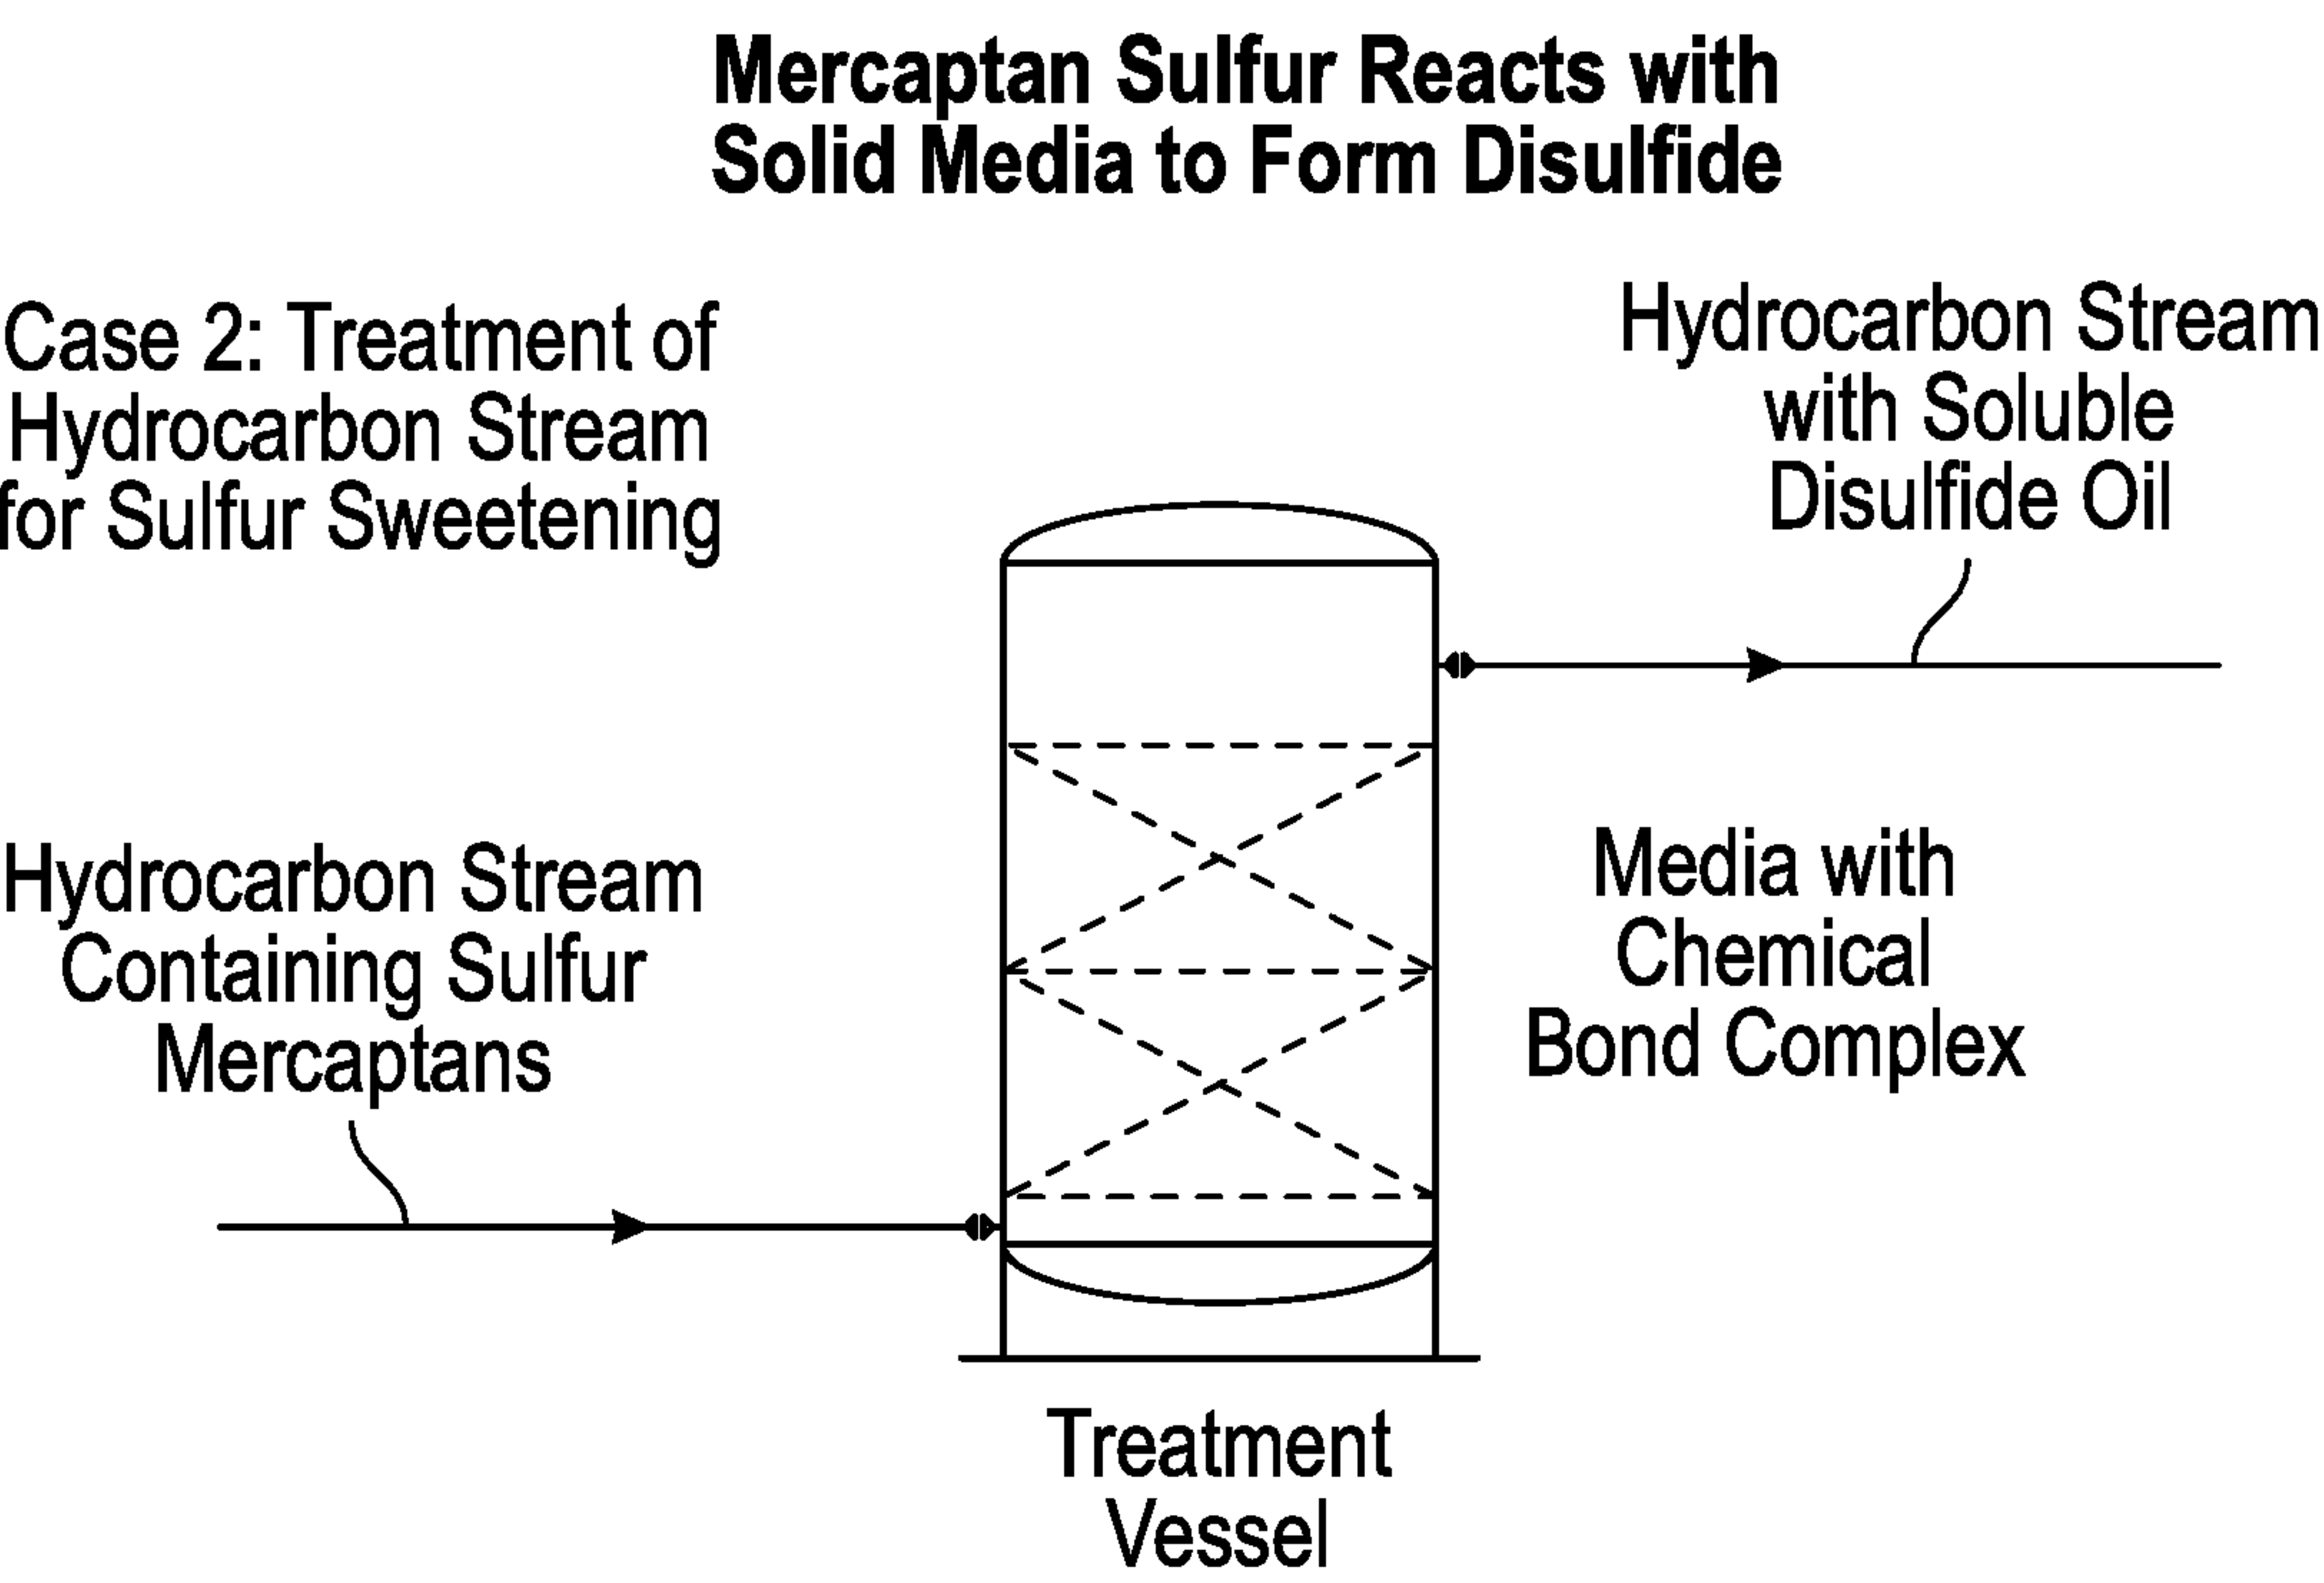 Mercaptan Sulfur Reacts with
Solid Media to Form Disulfide
Case 2: Treatment of
Hydrocarbon Stream
for Sulfur Sweetening
Hydrocarbon Stream
with Soluble
Disulfide Oil
Hydrocarbon Stream
Containing Sulfur
Mercaptans
Media with
Chemical
Bond Complex
Treatment
Vessel